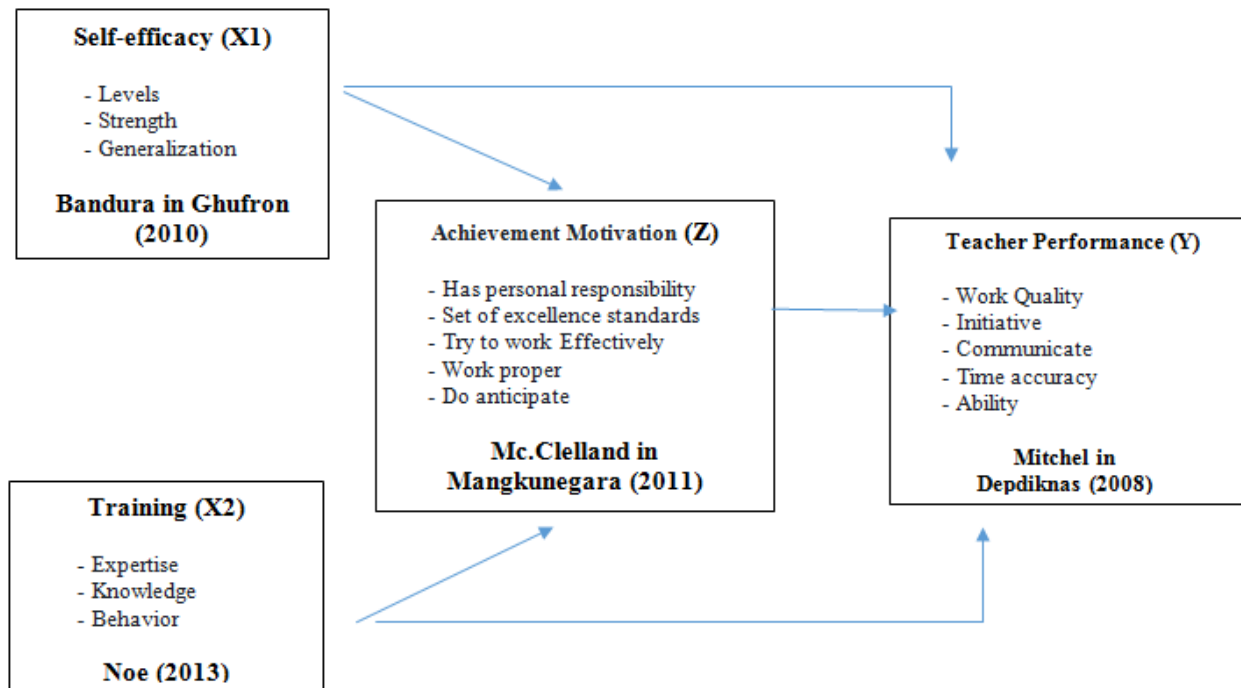 Self-efficacy (X1)
- Levels
- Strength
- Generalization
Bandura in Ghufron
(2010)
Achievement Motivation (Z)
- Has personal responsibility
- Set of excellence standards
- Try to work Effectively
- Work proper
- Do anticipate
Mc.Clelland in
Mangkunegara (2011)
Teacher Performance (Y)
- Work Quality
- Initiative
- Communicate
- Time accuracy
- Ability
Mitchel in
Depdiknas (2008)
Training (X2)
- Expertise
- Knowledge
- Behavior
Noe (2013)